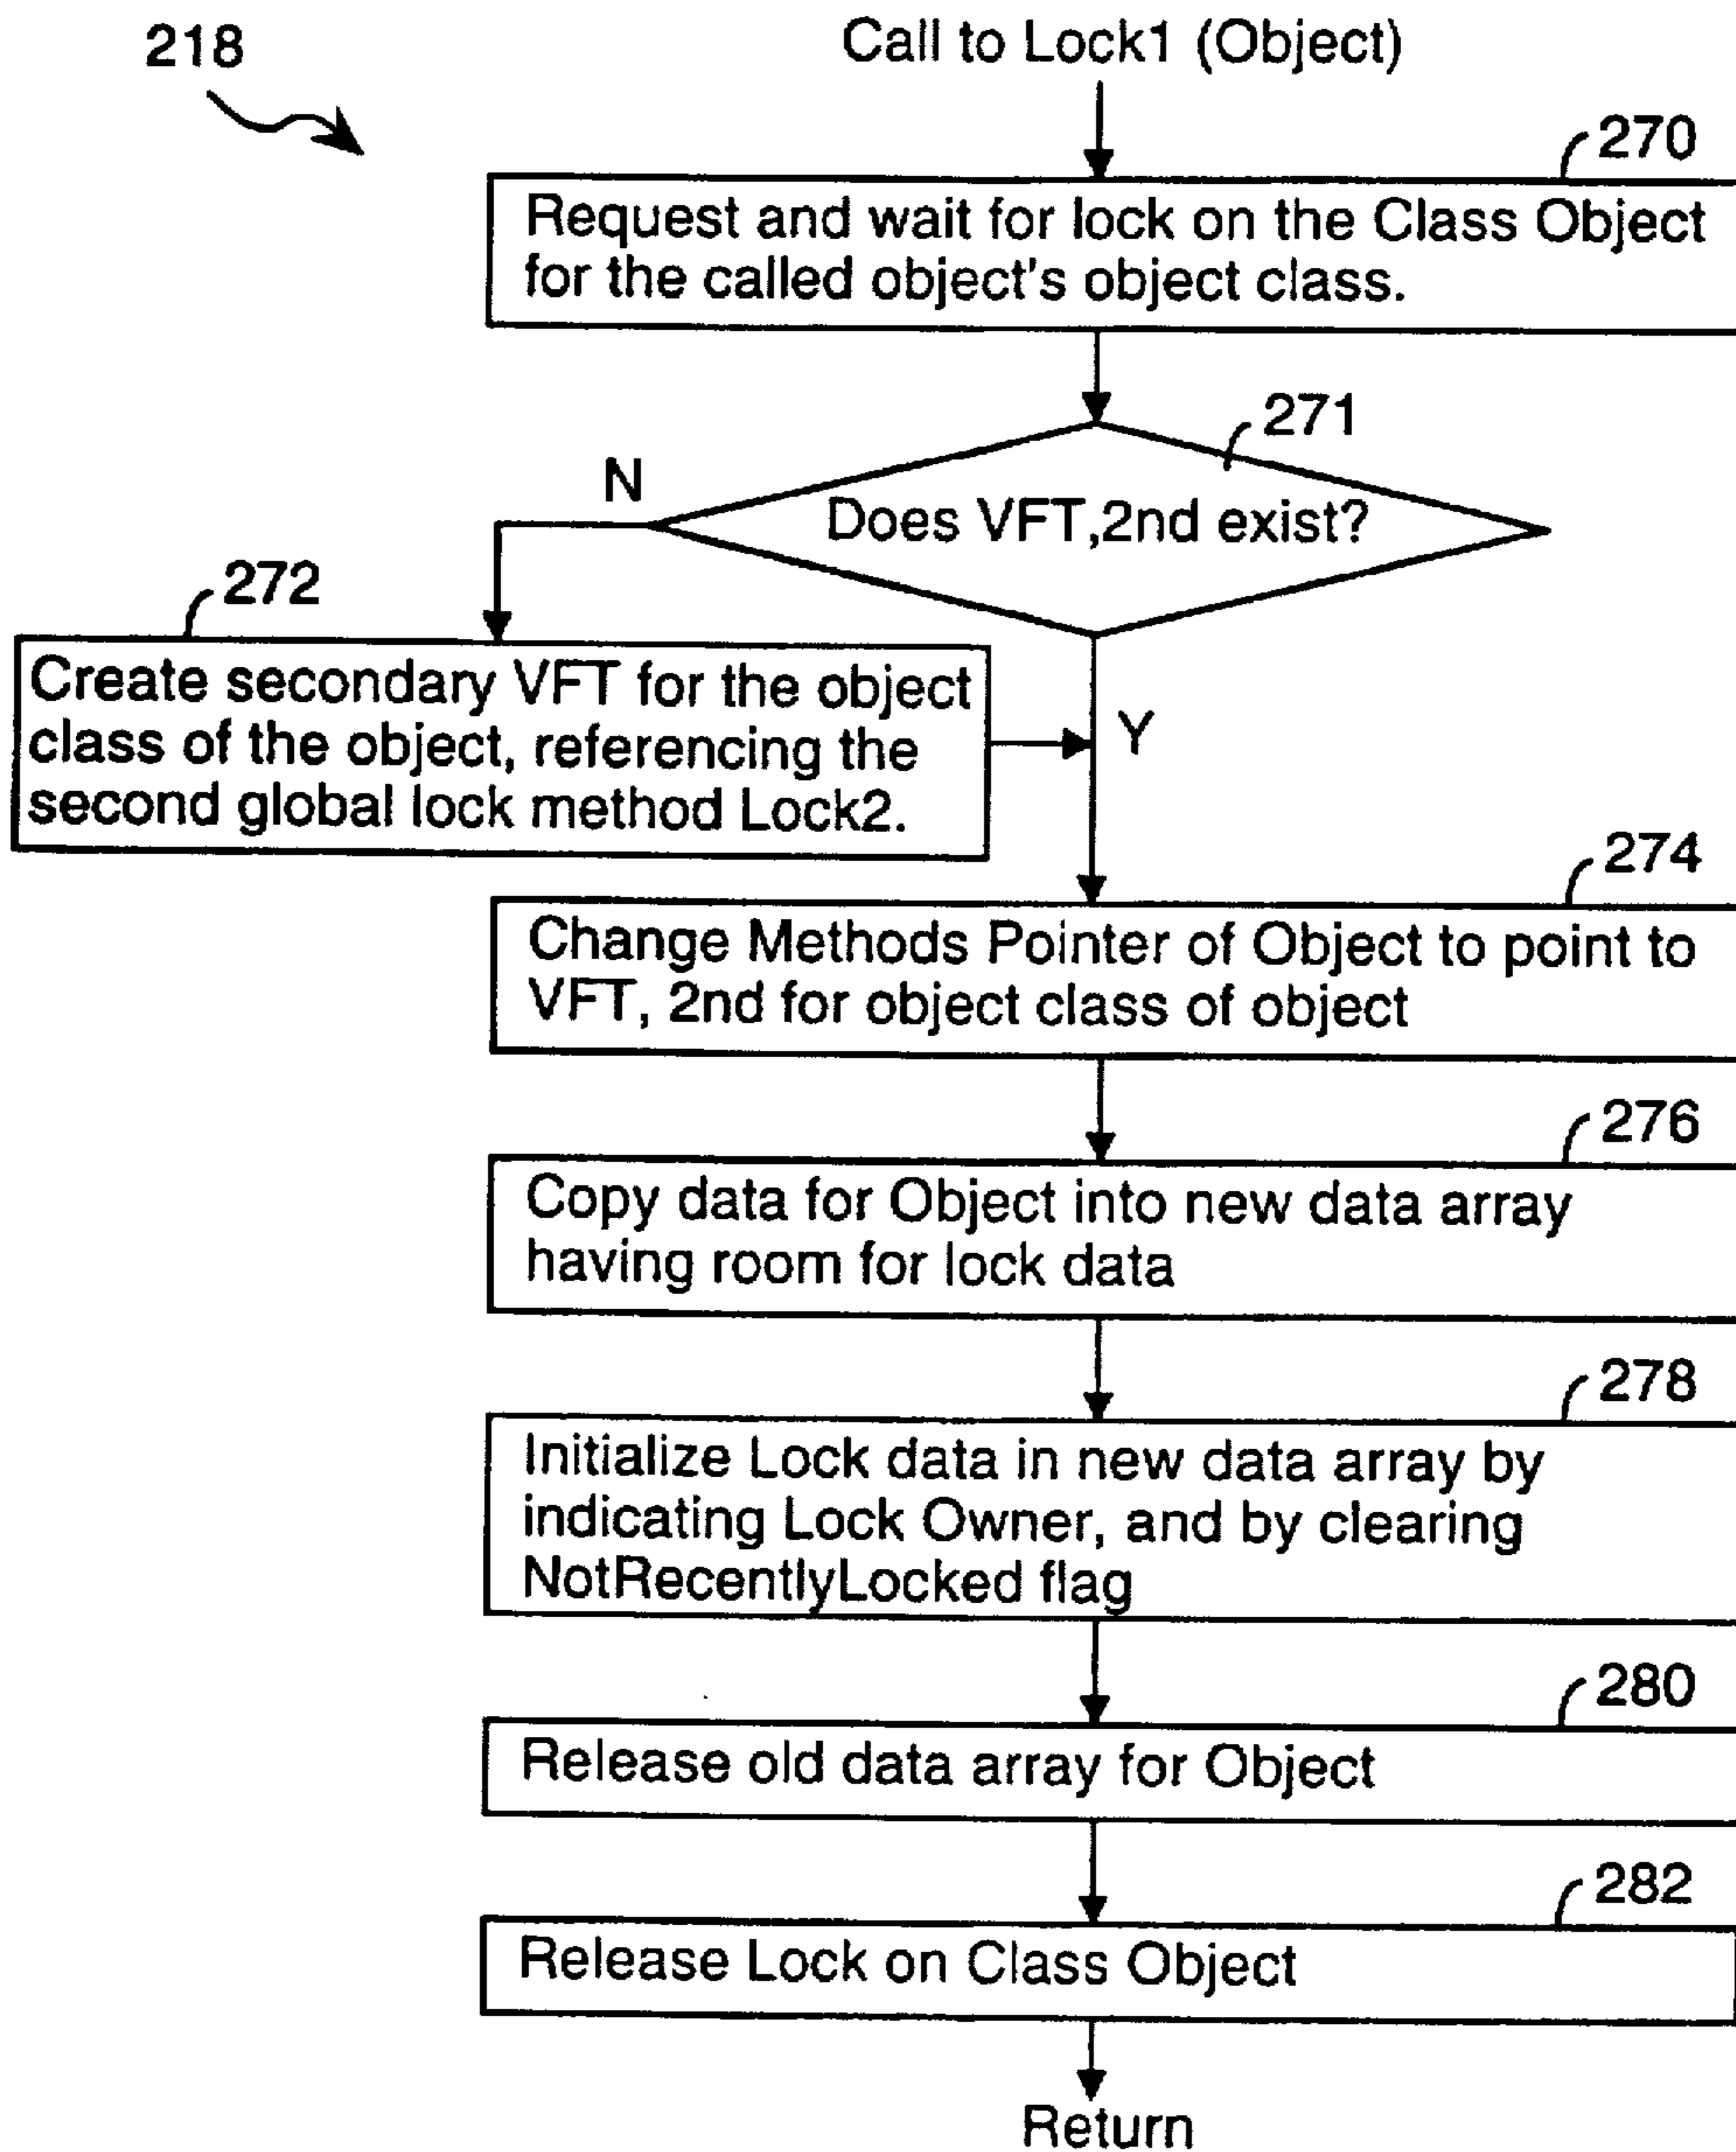 218
Call to Lock1 (Object)
270
Request and wait for lock on the Class Object
for the called object's object class.
271
N
Does VFT,2nd exist?
272
Create secondary VFT for the object
class of the object, referencing the
second global lock method Lock2.
Y
274
Change Methods Pointer of Object to point to
VFT, 2nd for object class of object
276
Copy data for Object into new data array
having room for lock data
278
Initialize Lock data in new data array by
indicating Lock Owner, and by clearing
NotRecentlyLocked flag
280
Release old data array for Object
282
Release Lock on Class Object
Return